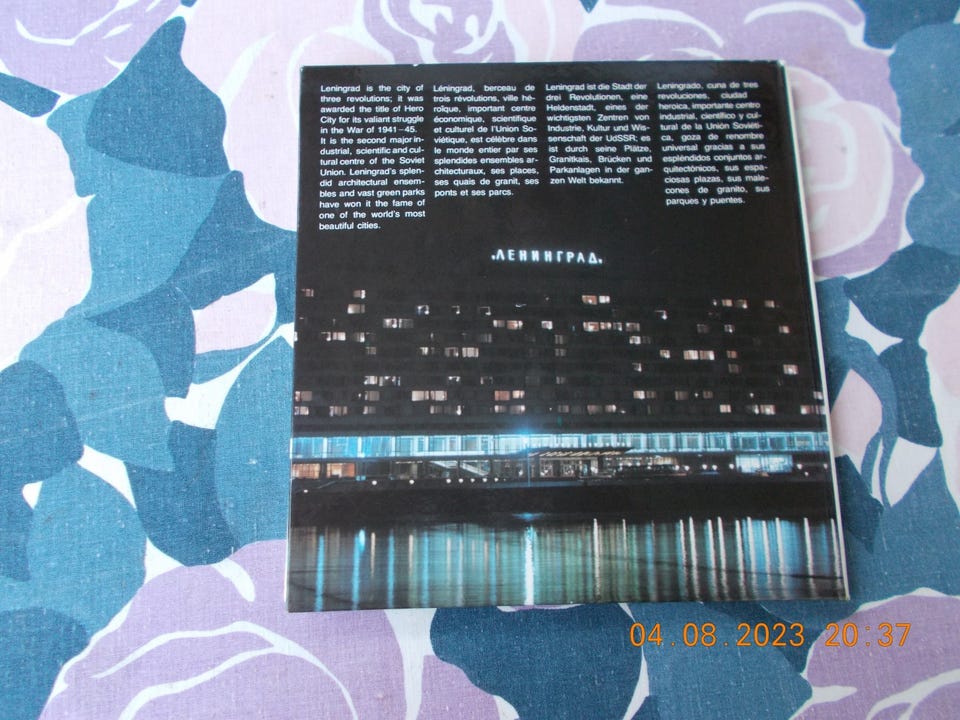 Leningrad is the city of
three revolutions; it was
awarded the title of Hero
City for its valiant struggle
in the War of 1941–45.
It is the second major in-
dustrial, scientific and cul-
tural centre of the Soviet
Union. Leningrad's splen-
did architectural ensem-
bles and vast green parks
have won it the fame of
one of the world's most
beautiful cities.
Léningrad, berceau de
trois révolutions, ville hé-
roïque, important centre
économique, scientifique
et culturel de l'Union So-
viétique, est célèbre dans
le monde entier par ses
splendides ensembles ar-
chitecturaux, ses places,
ses quais de granit, ses
ponts et ses parcs.
Leningrad ist die Stadt der
drei Revolutionen, eine
Heldenstadt, eines der
wichtigsten Zentren von
Industrie, Kultur und Wis-
senschaft der UdSSR; es
ist durch seine Plätze,
Granitkais, Brücken und
Parkanlagen in der gan-
zen Welt bekannt.
Leningrado, cuna de tres
revoluciones, ciudad
heroica, importante centro
industrial, científico y cul-
tural de la Unión Soviéti-
ca, goza de renombre
universal gracias a sus
espléndidos conjuntos ar-
quitectónicos, sus espa-
ciosas plazas, sus male-
cones de granito, sus
parques y puentes.
•ЛЕНИНГРАД•
04.08.2023 20:37